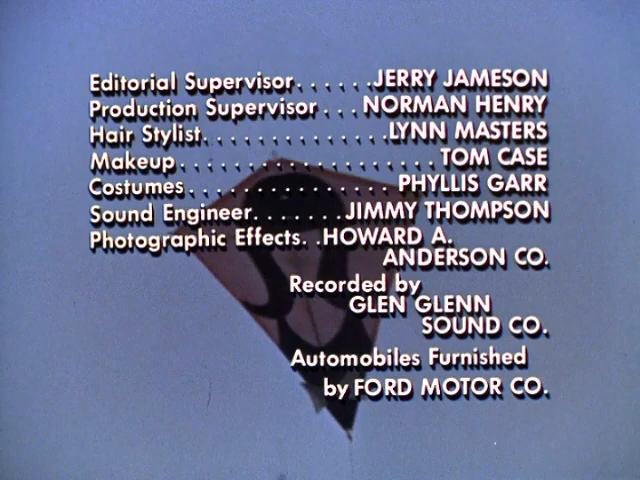 Editorial Supervisor......JERRY JAMESON
Production Supervisor...NORMAN HENRY
Hair Stylist..............LYNN MASTERS
Makeup..................TOM CASE
Costumes...............PHYLLIS GARR
Sound Engineer.......JIMMY THOMPSON
Photographic Effects..HOWARD A.
ANDERSON CO.
Recorded by
GLEN GLENN
SOUND CO.
Automobiles Furnished
by FORD MOTOR CO.